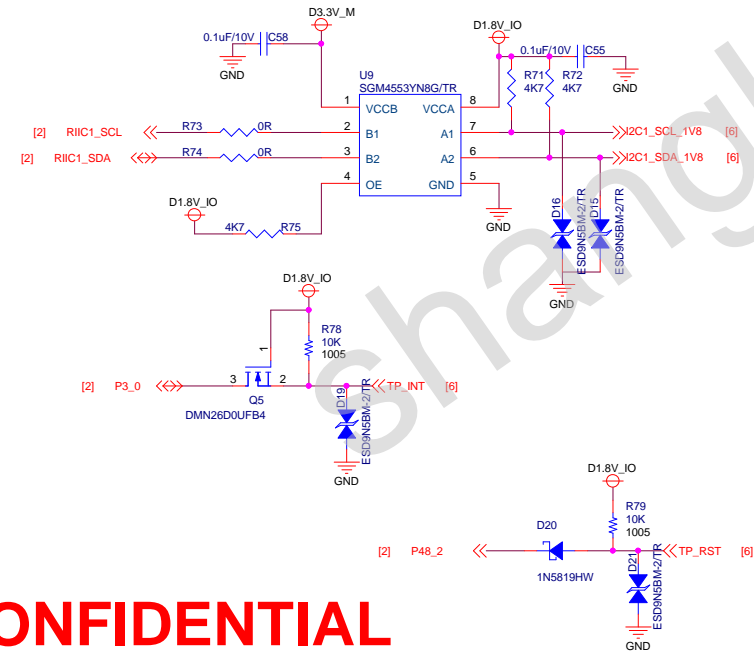 D3.3V_M
D1.8V_IO
0.1uF/10V C58
0.1uF/10V C55
GND
GND
U9
SGM4553YN8G/TR
R71 R72
4K7 4K7
1 VCCB VCCA 8
[2] RIIC1_SCL R73 0R 2 B1 A1 7 I2C1_SCL_1V8 [6]
[2] RIIC1_SDA R74 0R 3 B2 A2 6 I2C1_SDA_1V8 [6]
4 OE GND 5
D1.8V_IO
4K7 R75
GND
D16
ESD9N5BM-2/TR
D15
ESD9N5BM-2/TR
GND
D1.8V_IO
R78
10K
1005
1
[2] P3_0 3 2 TP_INT [6]
Q5
DMN26D0UFB4
D19
ESD9N5BM-2/TR
GND
D1.8V_IO
R79
10K
1005
D20
[2] P48_2 TP_RST [6]
1N5819HW
D21
ESD9N5BM-2/TR
GND
shang
ONFIDENTIAL